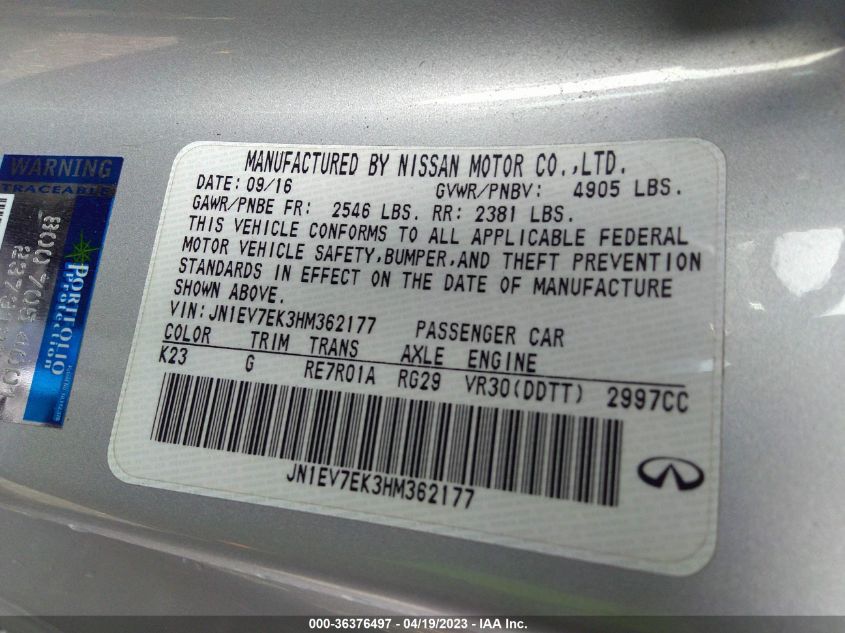 WARNING
TRACEABLE
PORTFOLIO
Protection
MANUFACTURED BY NISSAN MOTOR CO.,LTD.
DATE: 09/16 GVWR/PNBV: 4905 LBS.
GAWR/PNBE FR: 2546 LBS. RR: 2381 LBS.
THIS VEHICLE CONFORMS TO ALL APPLICABLE FEDERAL
MOTOR VEHICLE SAFETY,BUMPER,AND THEFT PREVENTION
STANDARDS IN EFFECT ON THE DATE OF MANUFACTURE
SHOWN ABOVE.
VIN:JN1EV7EK3HM362177 PASSENGER CAR
COLOR TRIM TRANS AXLE ENGINE
K23 G RE7R01A RG29 VR30(DDTT) 2997CC
JN1EV7EK3HM362177
000-36376497 - 04/19/2023 - IAA Inc.